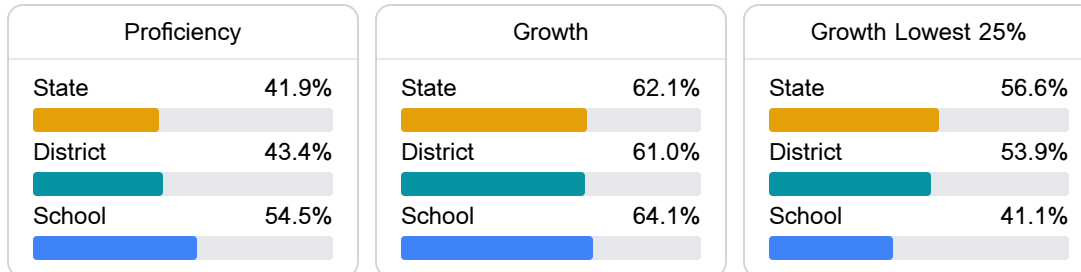 Proficiency
State 41.9%
District 43.4%
School 54.5%
Growth
State 62.1%
District 61.0%
School 64.1%
Growth Lowest 25%
State 56.6%
District 53.9%
School 41.1%